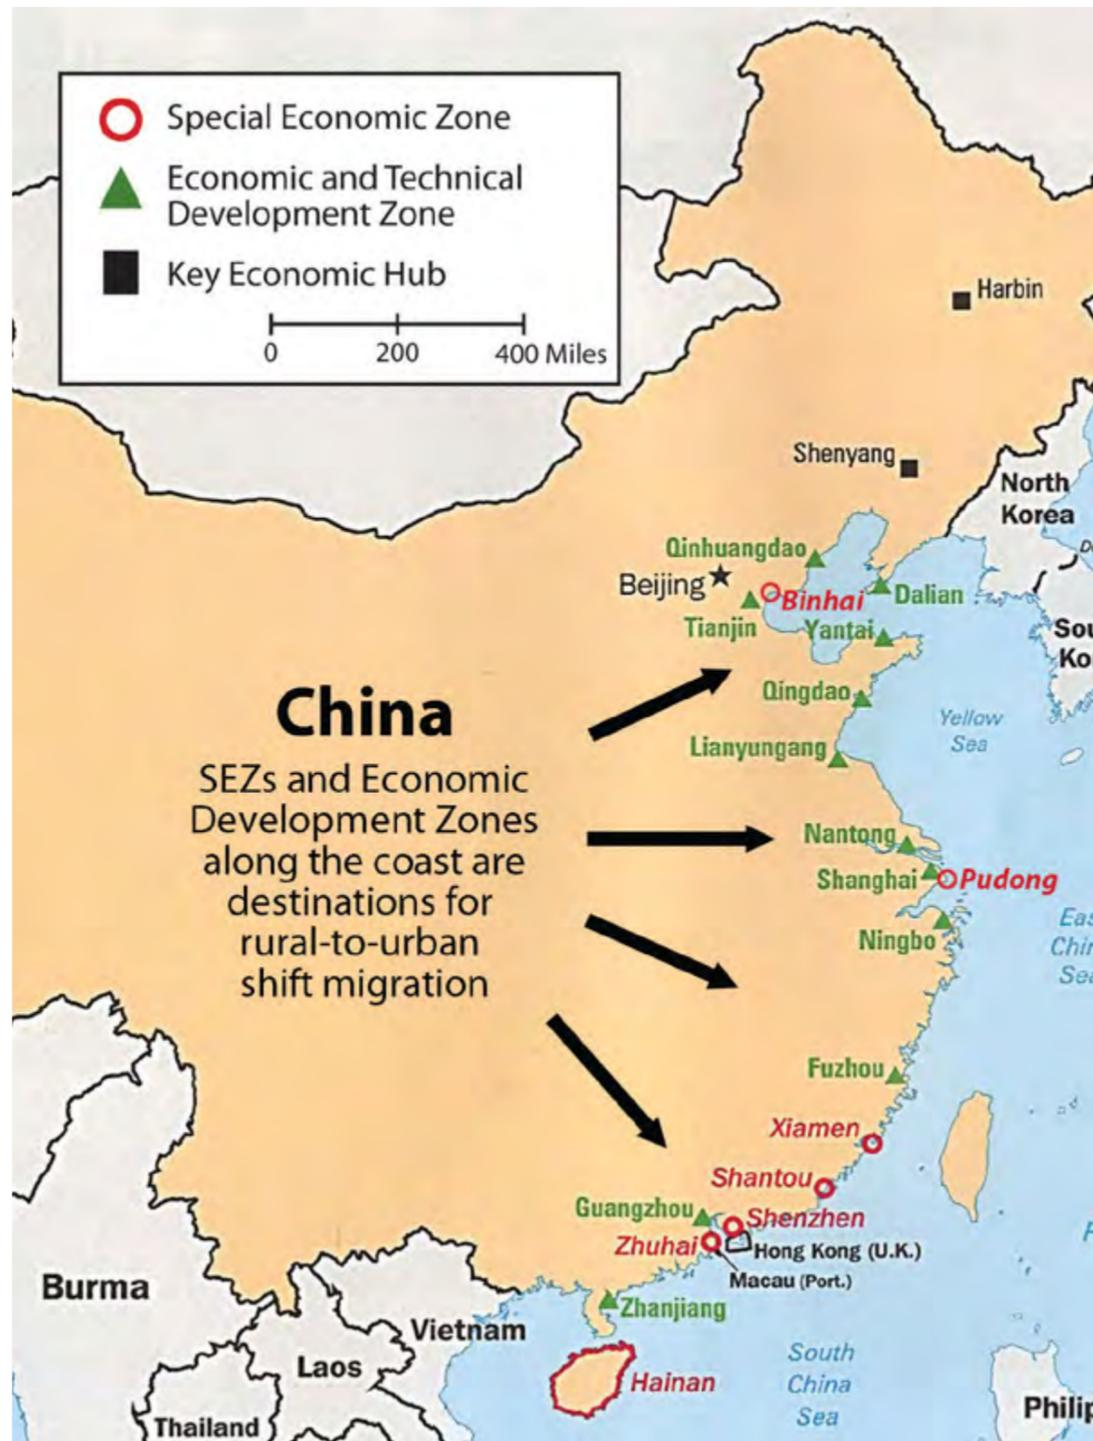 Special Economic Zone
Economic and Technical
Development Zone
Key Economic Hub
0 200 400 Miles
Harbin
Shenyang
North
Korea
Qinhuangdao
Beijing
Binhai
Dalian
Tianjin
Yantai
Sou
Ko
Qingdao
Yellow
Sea
Lianyungang
China
SEZs and Economic
Development Zones
along the coast are
destinations for
rural-to-urban
shift migration
Nantong
Shanghai
Pudong
Ningbo
Eas
Chin
Sea
Fuzhou
Xiamen
Shantou
Guangzhou
Shenzhen
Zhuhai
Hong Kong (U.K.)
Macau (Port.)
Burma
Zhanjiang
Vietnam
Laos
Hainan
South
China
Sea
Thailand
Philip